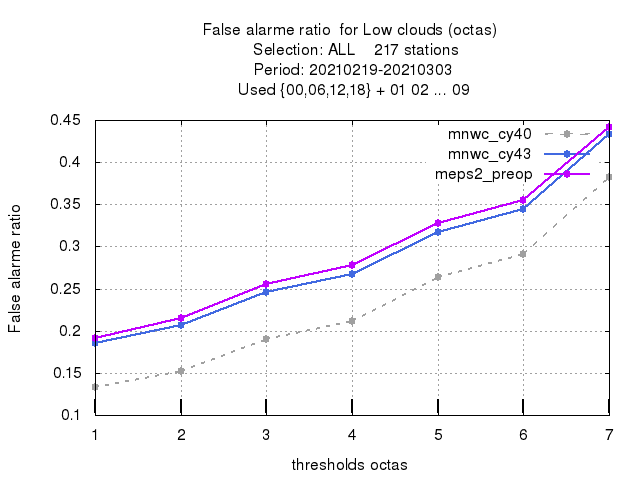 False alarme ratio  for Low clouds (octas)
Selection: ALL    217 stations
Period: 20210219-20210303
Used {00,06,12,18} + 01 02 ... 09
mnwc_cy40
mnwc_cy43
meps2_preop
False alarme ratio
0.45
0.4
0.35
0.3
0.25
0.2
0.15
0.1
1 2 3 4 5 6 7
thresholds octas